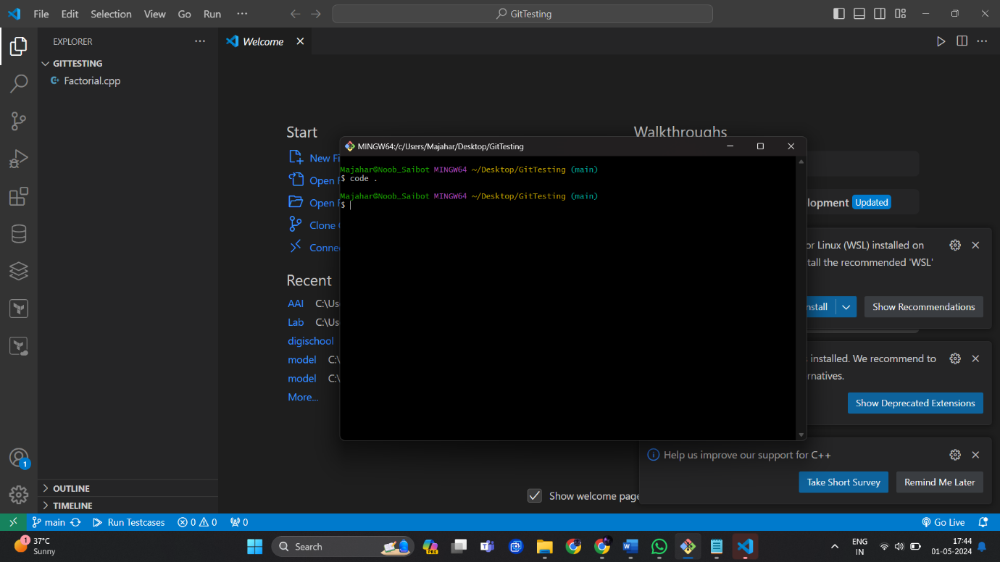 File Edit Selection View Go Run ···
GitTesting
EXPLORER
Welcome
GITTESTING
Factorial.cpp
Start
New Fi
Open F
Open F
Clone
Conne
Recent
AAI C:\Us
Lab C:\Us
digischool
model C:\
model C:\
More...
Walkthroughs
MINGW64:/c/Users/Majahar/Desktop/GitTesting
Majahar@Noob_Saibot MINGW64 ~/Desktop/GitTesting (main)
$ code .
Majahar@Noob_Saibot MINGW64 ~/Desktop/GitTesting (main)
$
lopment Updated
or Linux (WSL) installed on
tall the recommended 'WSL'
nstall Show Recommendations
installed. We recommend to
rnatives.
Show Deprecated Extensions
Help us improve our support for C++
Take Short Survey Remind Me Later
Show welcome page
1
OUTLINE
TIMELINE
main Run Testcases 0 0 0 Go Live
1
37°C
Sunny
Search
PRE
ENG
IN
17:44
01-05-2024